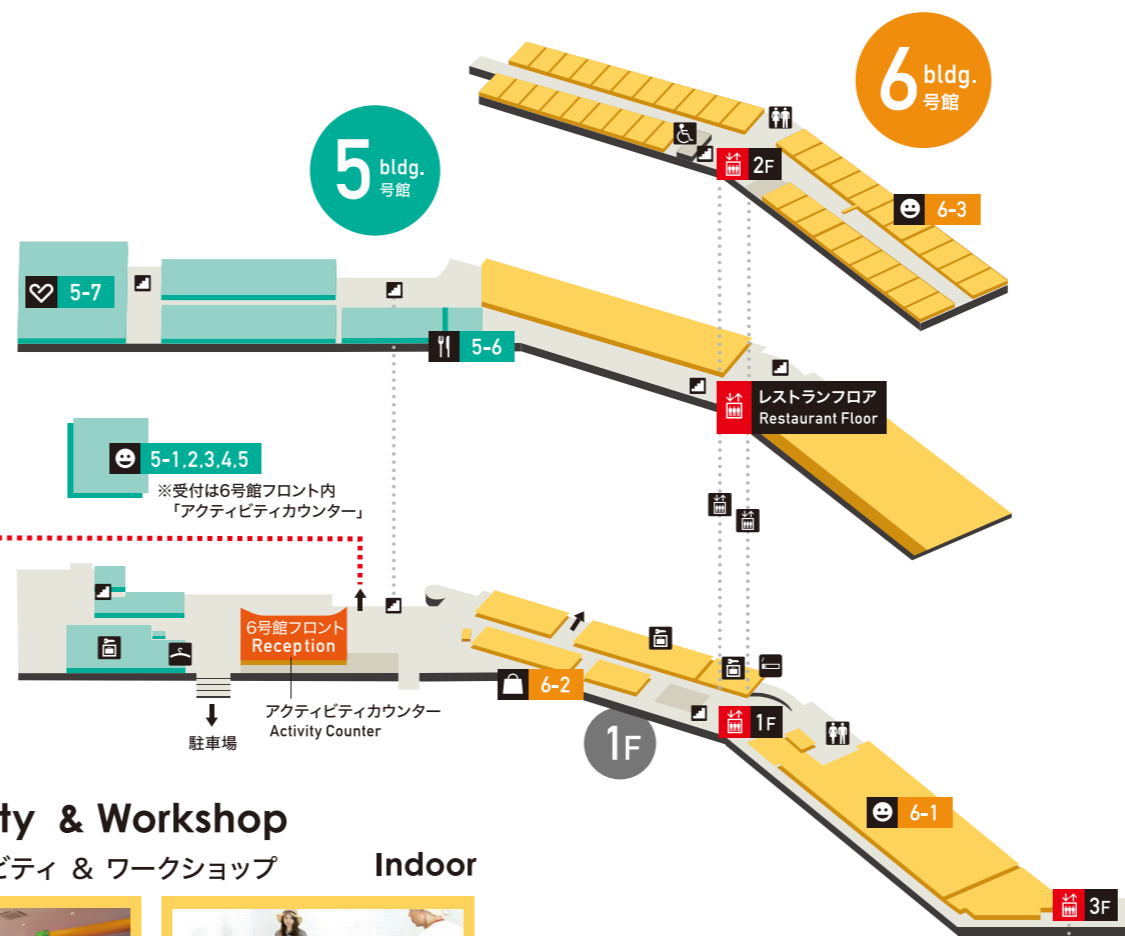 6 bldg.
号館
5 bldg.
号館
2F
6-3
5-7
5-6
レストランフロア
Restaurant Floor
5-1,2,3,4,5
※受付は6号館フロント内
「アクティビティカウンター」
6号館フロント
Reception
6-2
アクティビティカウンター
Activity Counter
駐車場
1F
1F
6-1
3F
ty & Workshop
ビティ & ワークショップ
Indoor